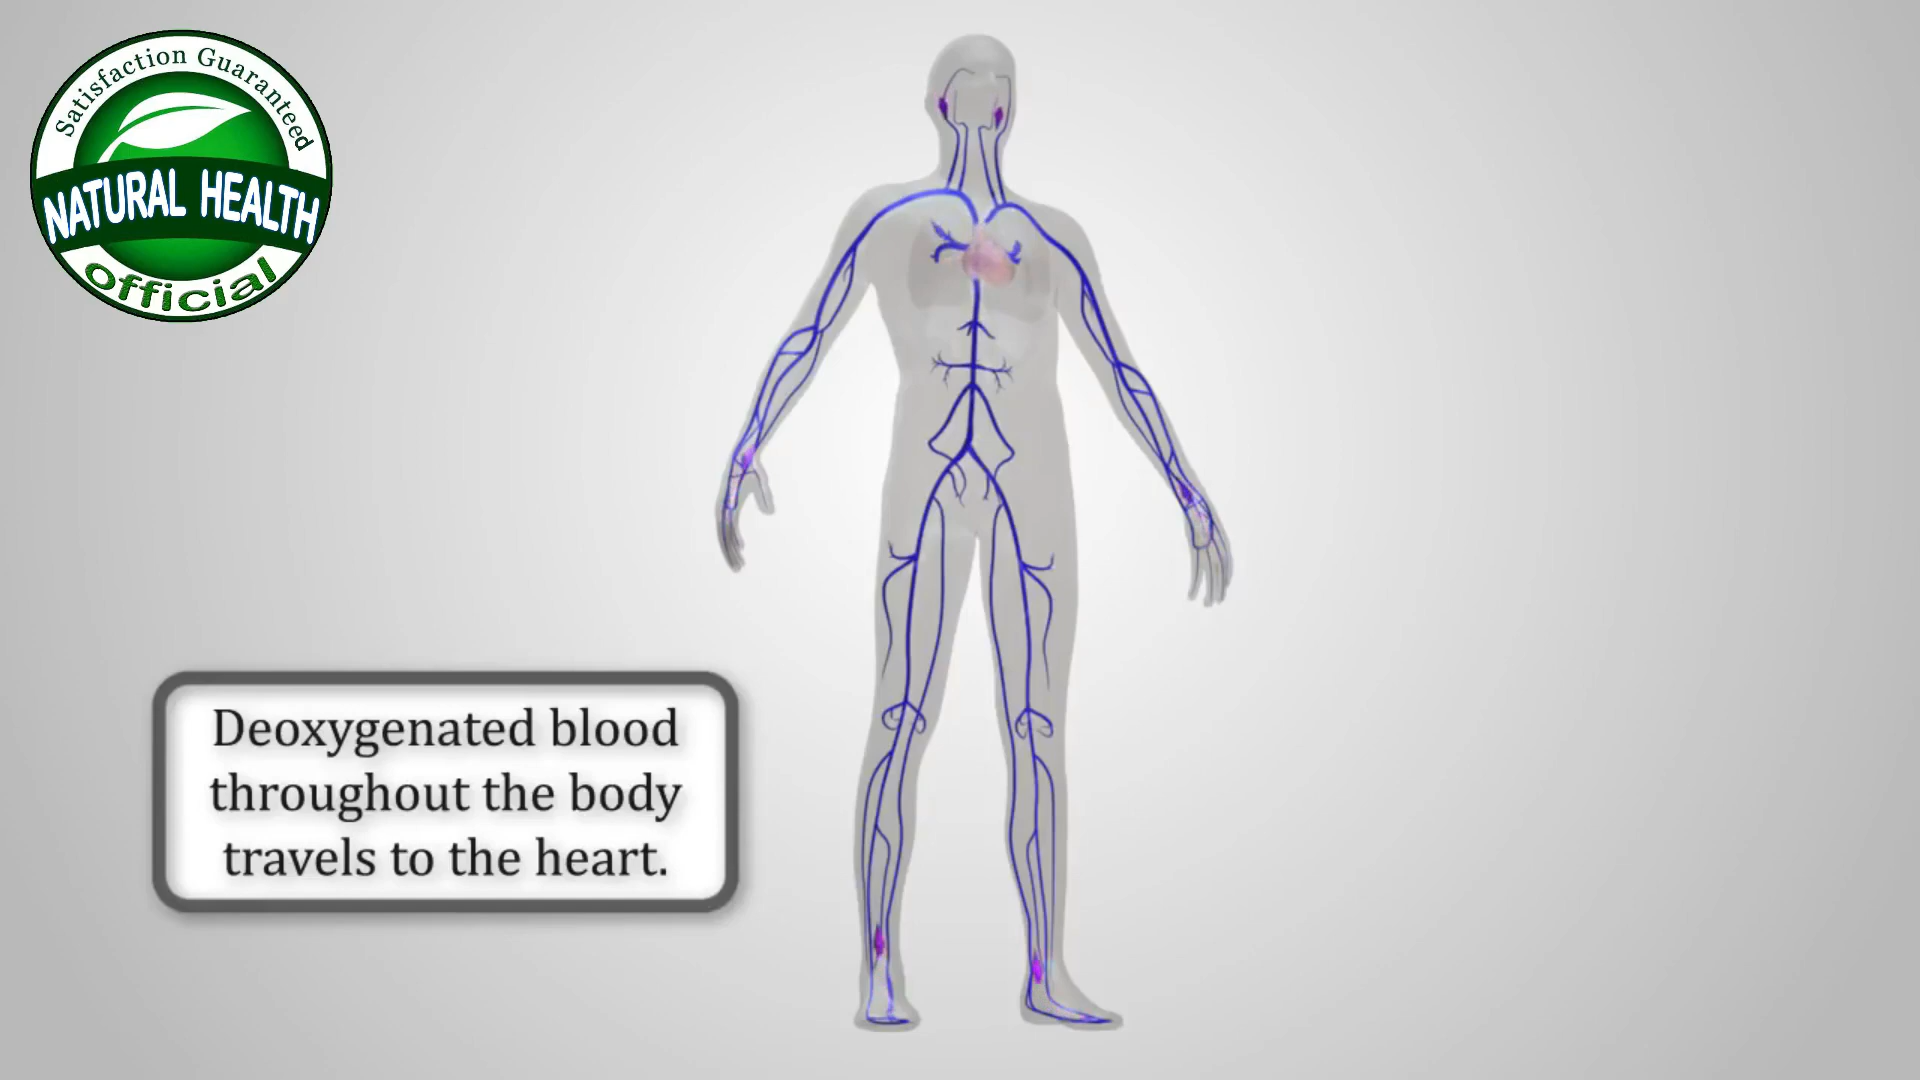 Satisfaction Guaranteed
NATURAL HEALTH
official
Deoxygenated blood
throughout the body
travels to the heart.